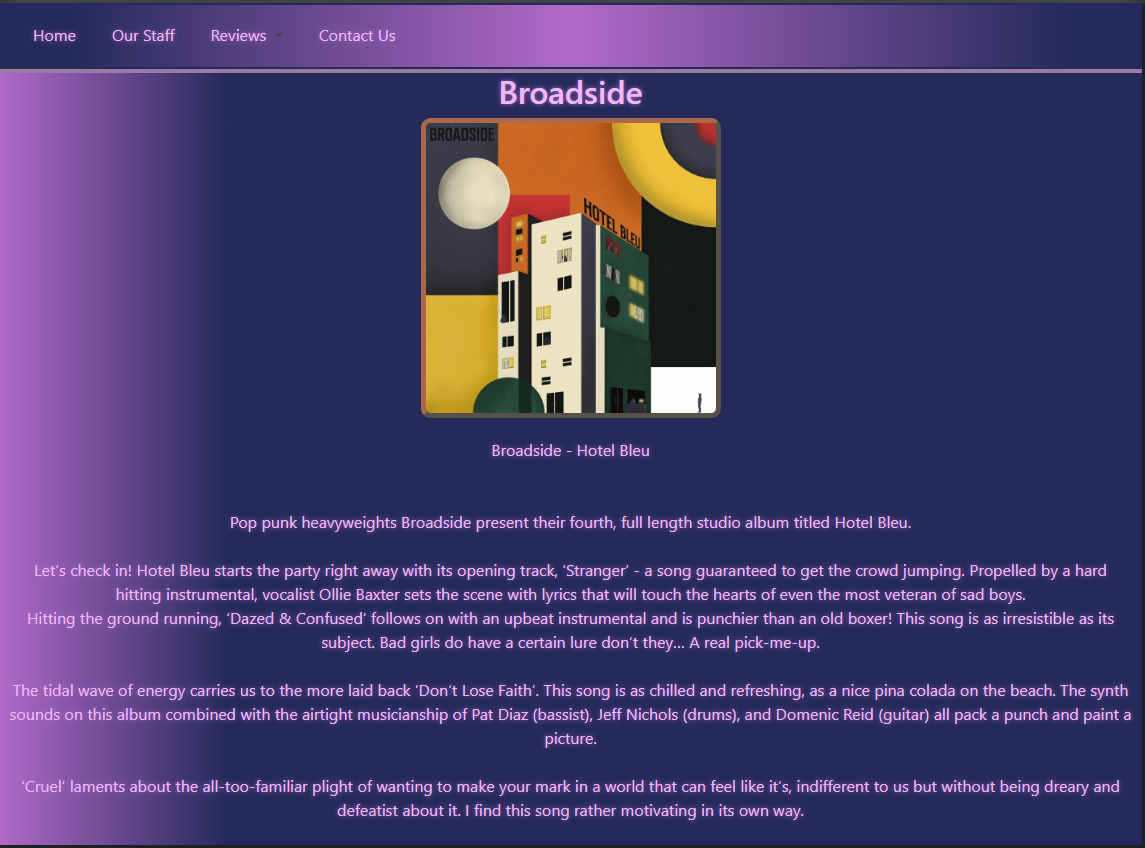 Home Our Staff Reviews Contact Us
Broadside
BROADSIDE
HOTEL BLEU
Broadside - Hotel Bleu
Pop punk heavyweights Broadside present their fourth, full length studio album titled Hotel Bleu.
Let’s check in! Hotel Bleu starts the party right away with its opening track, ‘Stranger’ - a song guaranteed to get the crowd jumping. Propelled by a hard
hitting instrumental, vocalist Ollie Baxter sets the scene with lyrics that will touch the hearts of even the most veteran of sad boys.
Hitting the ground running, ‘Dazed & Confused’ follows on with an upbeat instrumental and is punchier than an old boxer! This song is as irresistible as its
subject. Bad girls do have a certain lure don’t they... A real pick-me-up.
The tidal wave of energy carries us to the more laid back ‘Don’t Lose Faith’. This song is as chilled and refreshing, as a nice pina colada on the beach. The synth
sounds on this album combined with the airtight musicianship of Pat Diaz (bassist), Jeff Nichols (drums), and Domenic Reid (guitar) all pack a punch and paint a
picture.
‘Cruel’ laments about the all-too-familiar plight of wanting to make your mark in a world that can feel like it’s, indifferent to us but without being dreary and
defeatist about it. I find this song rather motivating in its own way.